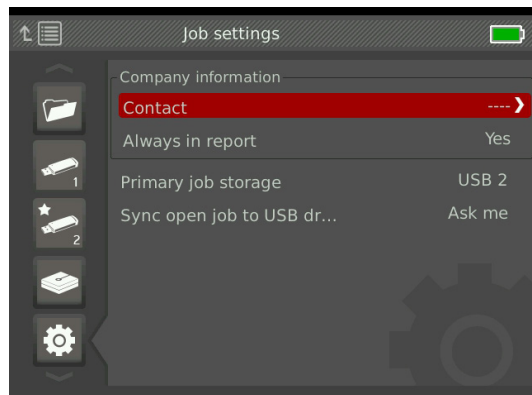 Job settings
Company information
Contact ----
Always in report Yes
1
Primary job storage USB 2
Sync open job to USB dr... Ask me
2